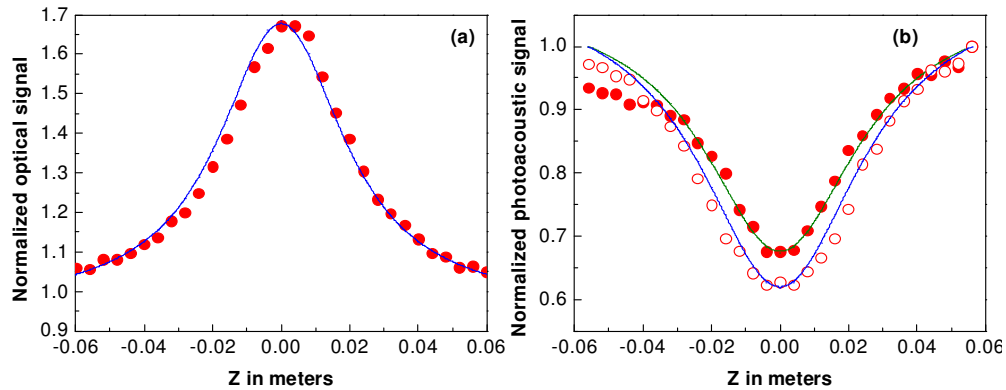 Normalized optical signal
1.7
1.6
1.5
1.4
1.3
1.2
1.1
1.0
0.9
(a)
-0.06 -0.04 -0.02 0.00 0.02 0.04 0.06
Z in meters
Normalized photoacoustic signal
1.0
0.9
0.8
0.7
0.6
(b)
-0.06 -0.04 -0.02 0.00 0.02 0.04 0.06
Z in meters